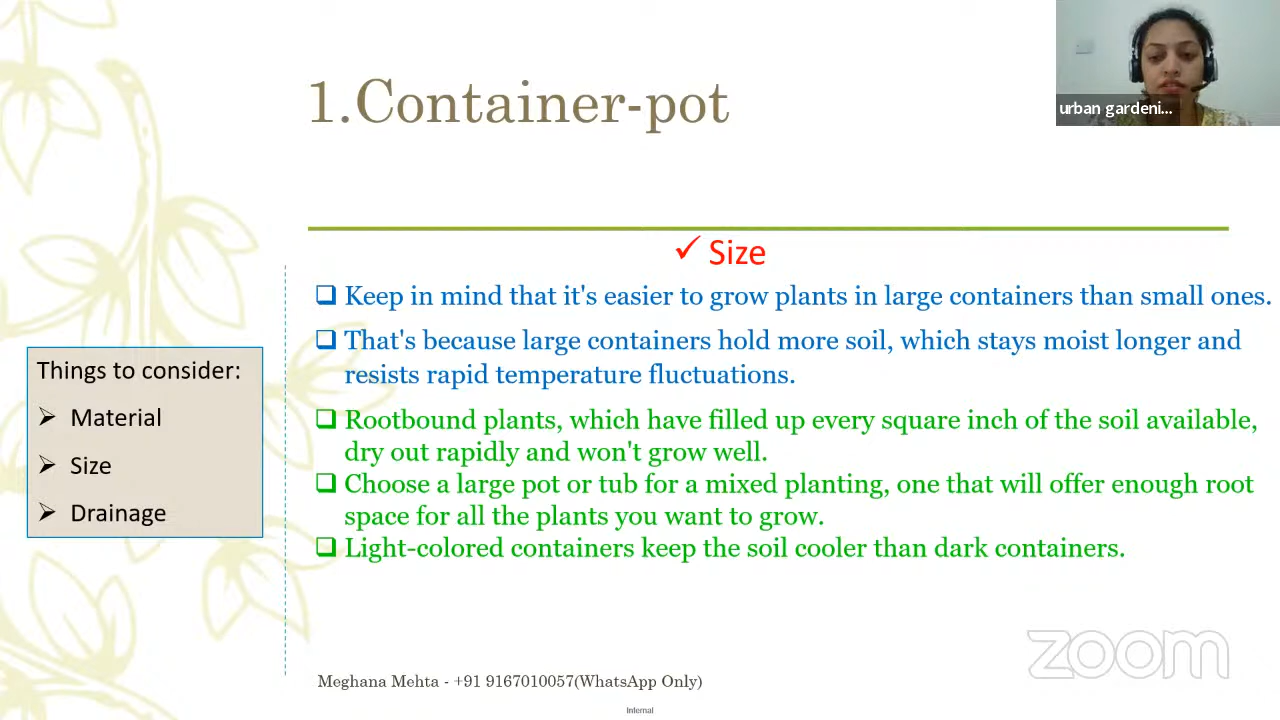 1.Container-pot
urban gardeni...
✓ Size
❑ Keep in mind that it's easier to grow plants in large containers than small ones.
❑ That's because large containers hold more soil, which stays moist longer and
resists rapid temperature fluctuations.
❑ Rootbound plants, which have filled up every square inch of the soil available,
dry out rapidly and won't grow well.
❑ Choose a large pot or tub for a mixed planting, one that will offer enough root
space for all the plants you want to grow.
❑ Light-colored containers keep the soil cooler than dark containers.
Things to consider:
➢ Material
➢ Size
➢ Drainage
zoom
Meghana Mehta - +91 9167010057(WhatsApp Only)
Internal